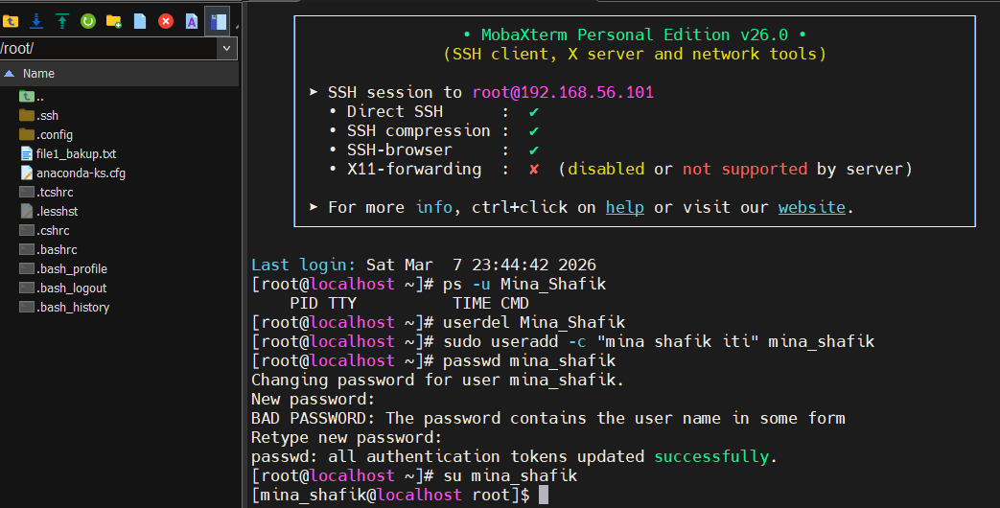 /root/
Name
..
.ssh
.config
file1_bakup.txt
anaconda-ks.cfg
.tcshrc
.lesshst
.cshrc
.bashrc
.bash_profile
.bash_logout
.bash_history
• MobaXterm Personal Edition v26.0 •
(SSH client, X server and network tools)
➤ SSH session to root@192.168.56.101
• Direct SSH : ✔
• SSH compression : ✔
• SSH-browser : ✔
• X11-forwarding : ✘ (disabled or not supported by server)
➤ For more info, ctrl+click on help or visit our website.
Last login: Sat Mar 7 23:44:42 2026
[root@localhost ~]# ps -u Mina_Shafik
PID TTY TIME CMD
[root@localhost ~]# userdel Mina_Shafik
[root@localhost ~]# sudo useradd -c "mina shafik iti" mina_shafik
[root@localhost ~]# passwd mina_shafik
Changing password for user mina_shafik.
New password:
BAD PASSWORD: The password contains the user name in some form
Retype new password:
passwd: all authentication tokens updated successfully.
[root@localhost ~]# su mina_shafik
[mina_shafik@localhost root]$